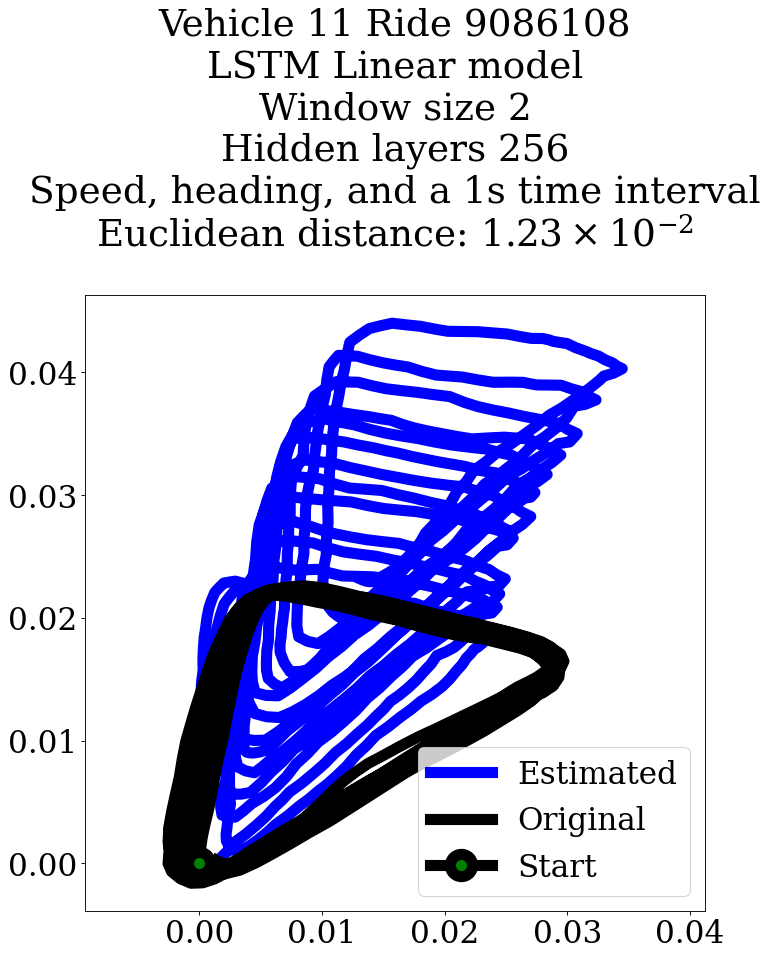 Vehicle 11 Ride 9086108
LSTM Linear model
Window size 2
Hidden layers 256
Speed, heading, and a 1s time interval
Euclidean distance: 1.23 × 10⁻²
0.04
0.03
0.02
0.01
0.00
Estimated
Original
Start
0.00 0.01 0.02 0.03 0.04